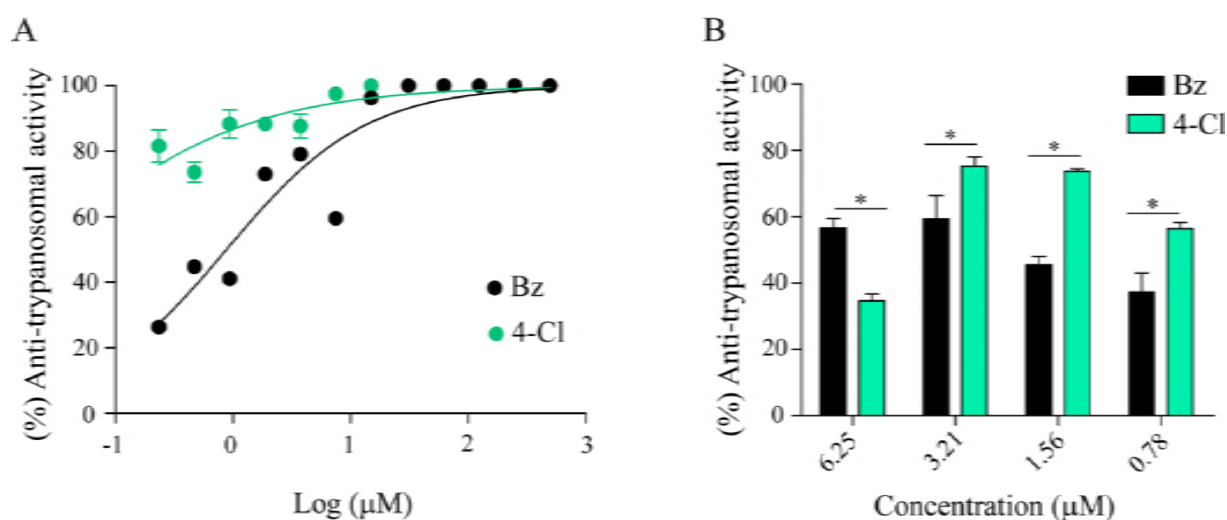 A
(%) Anti-trypanosomal activity
100
80
60
40
20
0
-1
0
1
2
3
Log (μM)
Bz
4-Cl
B
(%) Anti-trypanosomal activity
100
80
60
40
20
0
Bz
4-Cl
*
*
*
*
6.25
3.21
1.56
0.78
Concentration (μM)